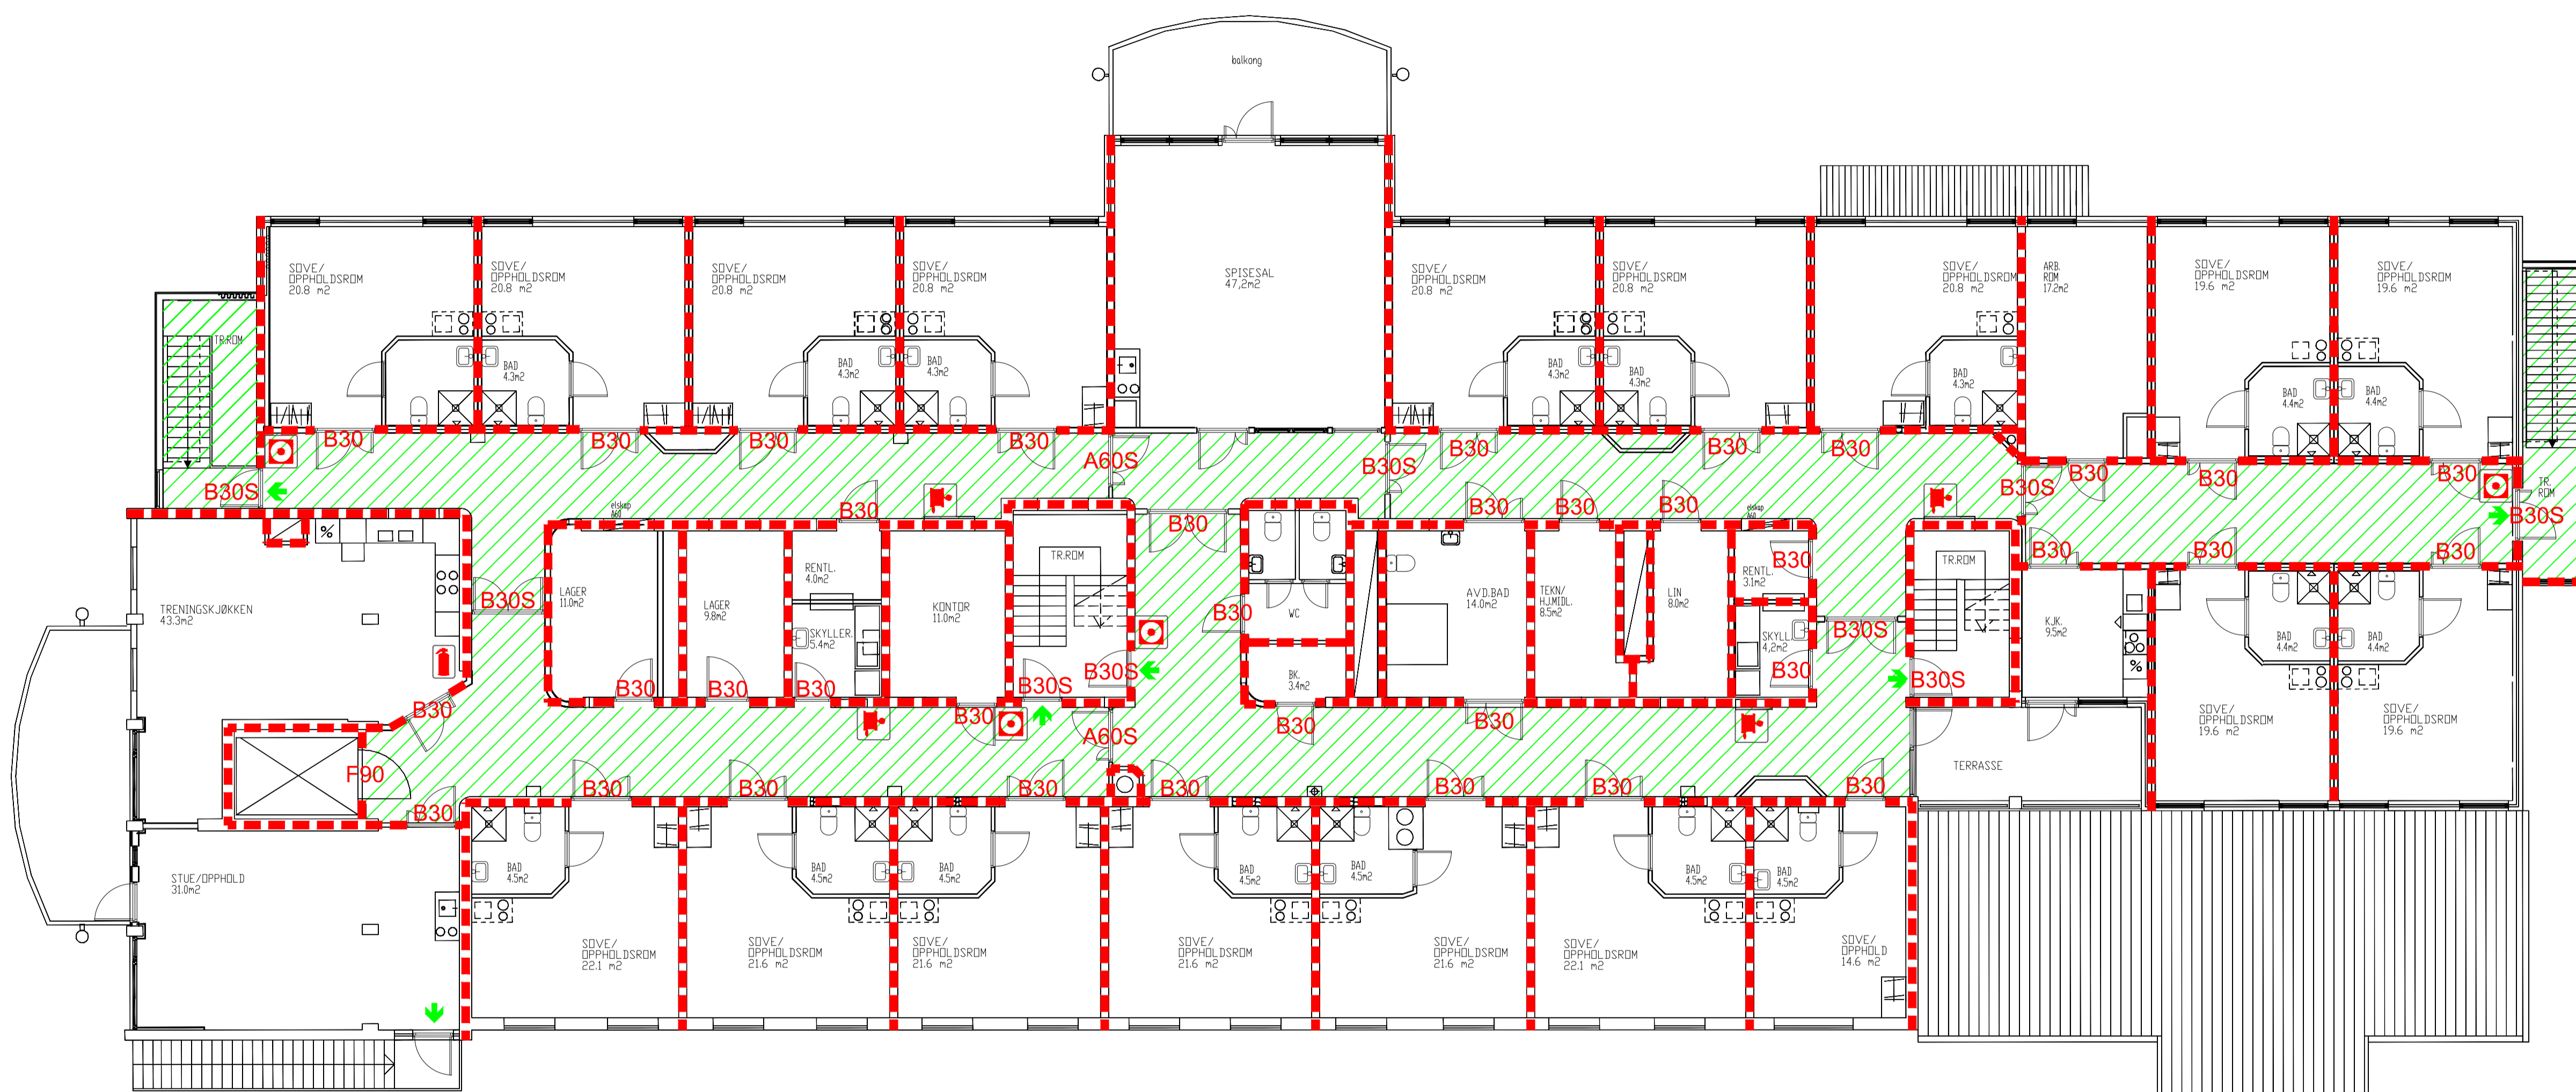 balkong
SOVE/
OPPHOLDSROM
20.8 m2
SOVE/
OPPHOLDSROM
20.8 m2
SOVE/
OPPHOLDSROM
20.8 m2
SOVE/
OPPHOLDSROM
20.8 m2
SPISESAL
47,2m2
SOVE/
OPPHOLDSROM
20.8 m2
SOVE/
OPPHOLDSROM
20.8 m2
SOVE/
OPPHOLDSROM
20.8 m2
ARB.
ROM
17.2m2
SOVE/
OPPHOLDSROM
19.6 m2
SOVE/
OPPHOLDSROM
19.6 m2
TR.ROM
BAD
4.3m2
BAD
4.3m2
BAD
4.3m2
BAD
4.3m2
BAD
4.3m2
BAD
4.3m2
BAD
4.4m2
BAD
4.4m2
B30
B30
B30
B30
A60S
B30S
B30
B30
B30
B30S
B30
B30
B30
B30S
TR.
ROM
B30S
elskap
A60
B30
B30
B30
B30
B30
elskap
A60
B30
B30
B30
TRENINGSKJØKKEN
43.3m2
B30S
LAGER
11.0m2
LAGER
9.8m2
RENTL.
4.0m2
SKYLLER.
5.4m2
KONTOR
11.0m2
TR.ROM
B30
WC
BK.
3.4m2
AVD.BAD
14.0m2
TEKN/
HJ.MIDL.
8.5m2
LIN
8.0m2
RENTL.
3.1m2
B30
SKYLL.
4,2m2
B30
B30S
TR.ROM
B30S
KJK.
9.5m2
BAD
4.4m2
BAD
4.4m2
B30
B30
B30
B30
B30
B30S
B30S
A60S
B30
B30
SOVE/
OPPHOLDSROM
19.6 m2
SOVE/
OPPHOLDSROM
19.6 m2
TERRASSE
F90
B30
B30
B30
B30
B30
B30
B30
B30
STUE/OPPHOLD
31.0m2
BAD
4.5m2
BAD
4.5m2
BAD
4.5m2
BAD
4.5m2
BAD
4.5m2
BAD
4.5m2
BAD
4.5m2
SOVE/
OPPHOLDSROM
22.1 m2
SOVE/
OPPHOLDSROM
21.6 m2
SOVE/
OPPHOLDSROM
21.6 m2
SOVE/
OPPHOLDSROM
21.6 m2
SOVE/
OPPHOLDSROM
21.6 m2
SOVE/
OPPHOLDSROM
22.1 m2
SOVE/
OPPHOLD
14.6 m2